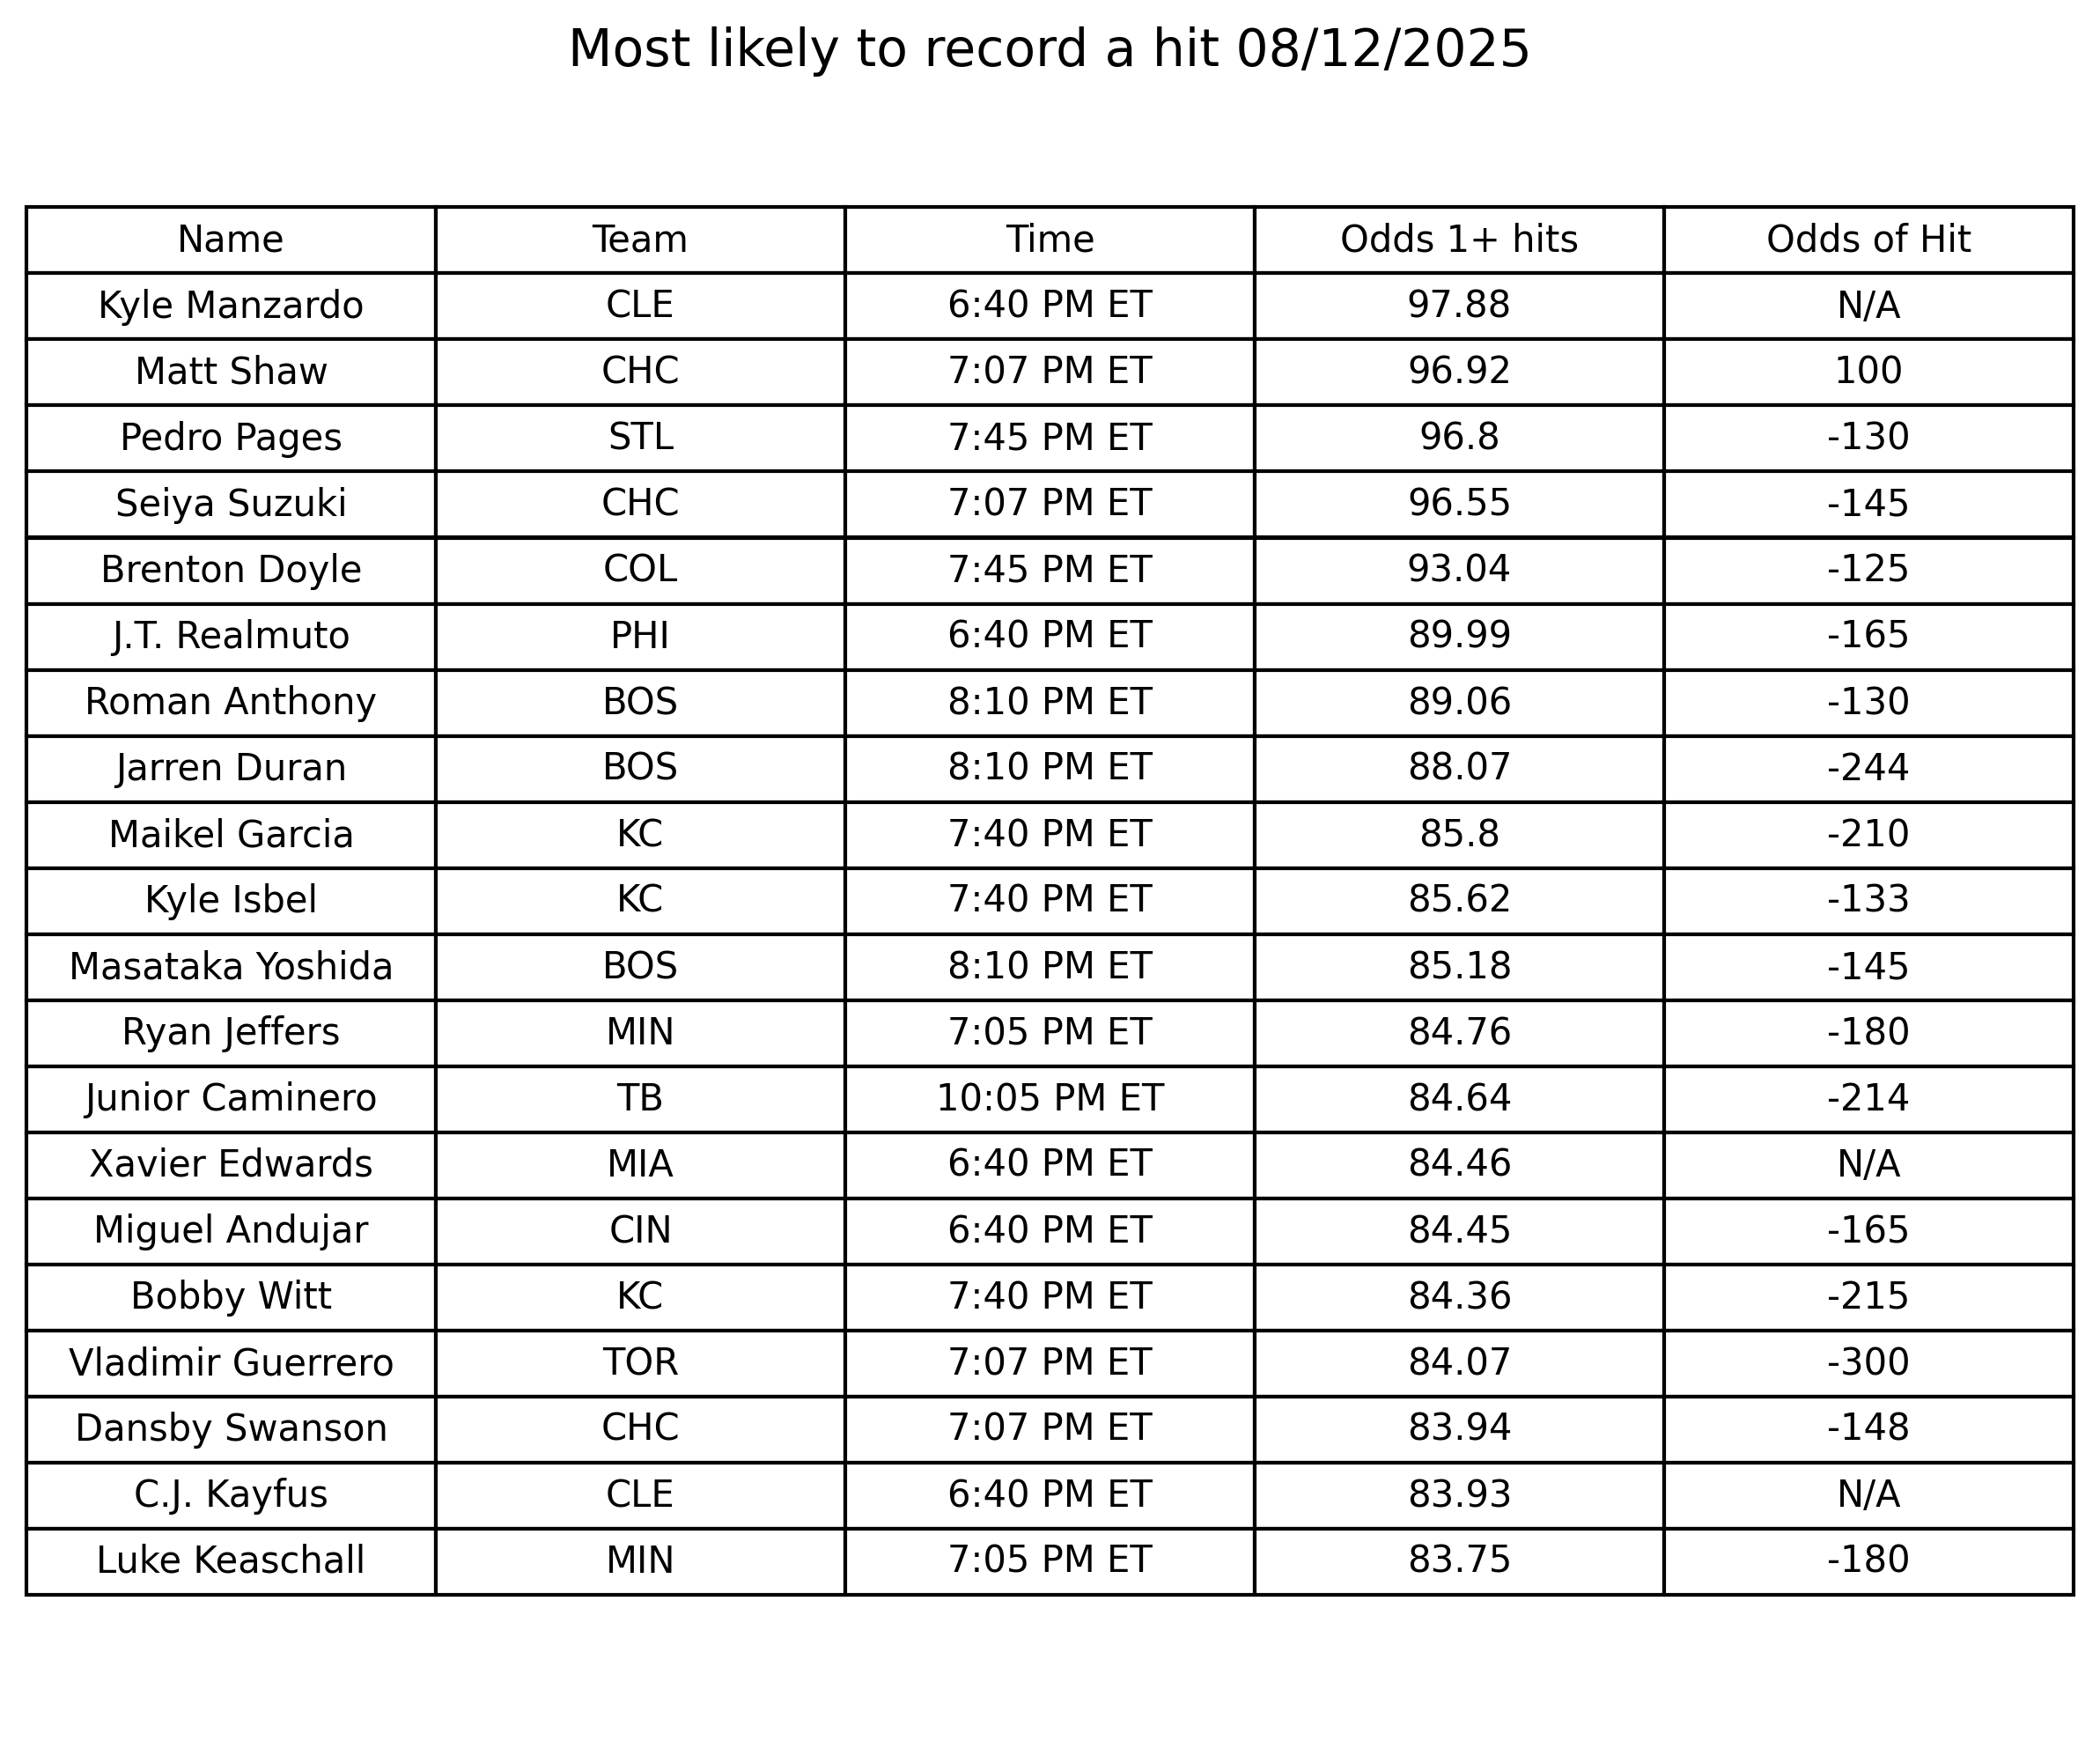 Most likely to record a hit 08/12/2025
Name Team Time Odds 1+ hits Odds of Hit
Kyle Manzardo CLE 6:40 PM ET 97.88 N/A
Matt Shaw CHC 7:07 PM ET 96.92 100
Pedro Pages STL 7:45 PM ET 96.8 -130
Seiya Suzuki CHC 7:07 PM ET 96.55 -145
Brenton Doyle COL 7:45 PM ET 93.04 -125
J.T. Realmuto PHI 6:40 PM ET 89.99 -165
Roman Anthony BOS 8:10 PM ET 89.06 -130
Jarren Duran BOS 8:10 PM ET 88.07 -244
Maikel Garcia KC 7:40 PM ET 85.8 -210
Kyle Isbel KC 7:40 PM ET 85.62 -133
Masataka Yoshida BOS 8:10 PM ET 85.18 -145
Ryan Jeffers MIN 7:05 PM ET 84.76 -180
Junior Caminero TB 10:05 PM ET 84.64 -214
Xavier Edwards MIA 6:40 PM ET 84.46 N/A
Miguel Andujar CIN 6:40 PM ET 84.45 -165
Bobby Witt KC 7:40 PM ET 84.36 -215
Vladimir Guerrero TOR 7:07 PM ET 84.07 -300
Dansby Swanson CHC 7:07 PM ET 83.94 -148
C.J. Kayfus CLE 6:40 PM ET 83.93 N/A
Luke Keaschall MIN 7:05 PM ET 83.75 -180